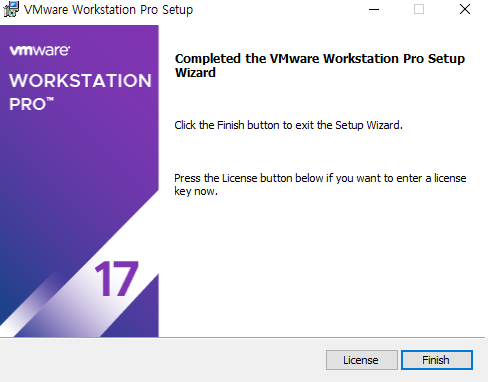 VMware Workstation Pro Setup
vmware®
WORKSTATION
PRO™
17
Completed the VMware Workstation Pro Setup
Wizard
Click the Finish button to exit the Setup Wizard.
Press the License button below if you want to enter a license
key now.
License
Finish